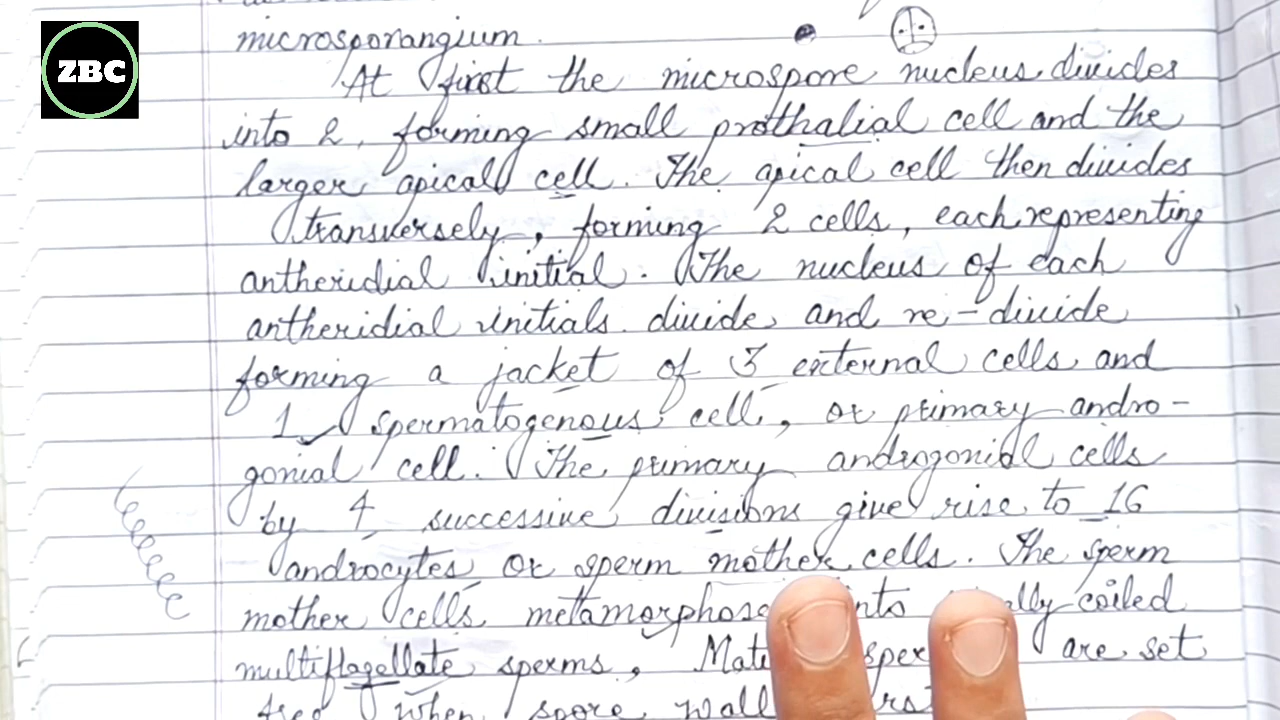 ZBC
microsporangium.
At first the microspore nucleus divides
into 2, forming small prothalial cell and the
larger apical cell. The apical cell then divides
transversely, forming 2 cells, each representing
antheridial initial. The nucleus of each
antheridial initials divide and re-divide
forming a jacket of 3 external cells and
1 spermatogenous cell, or primary andro-
gonial cell. The primary androgonial cells
by 4 successive divisions give rise to 16
androcytes or sperm mother cells. The sperm
mother cells metamorphose into coiled
multiflagellate sperms, are set
free when spore wall